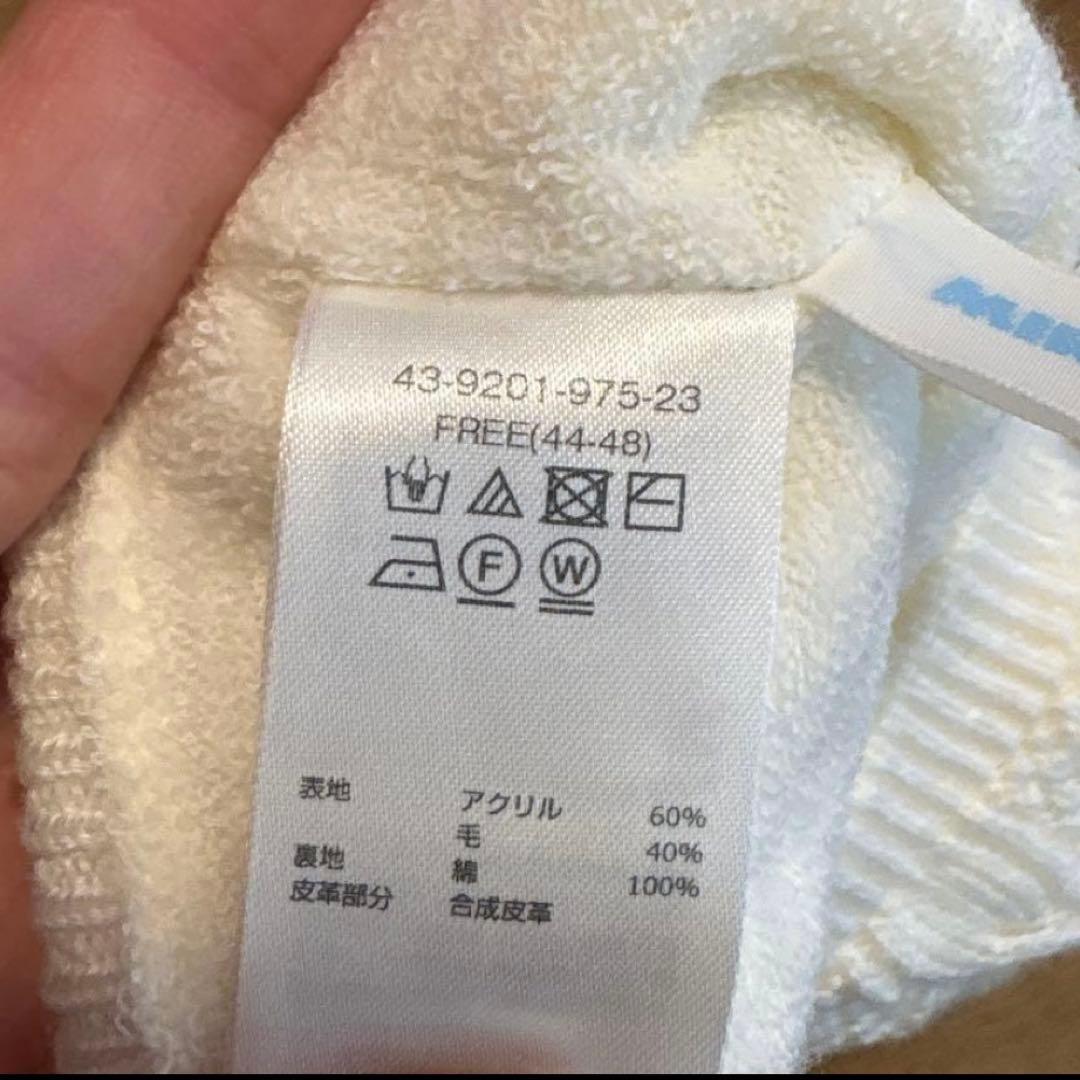 43-9201-975-23
FREE(44-48)
F W
表地 アクリル 60%
毛 40%
裏地 綿 100%
皮革部分 合成皮革